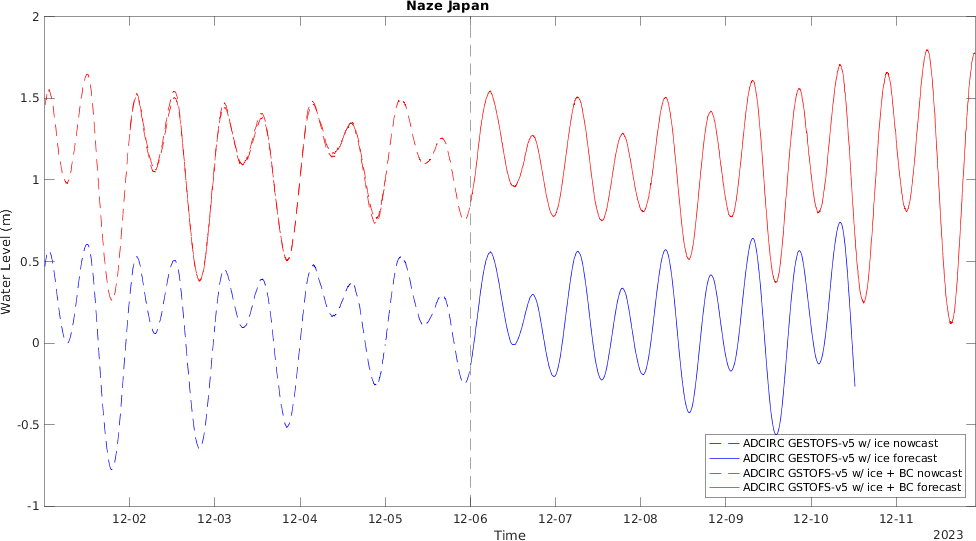 Naze Japan
2
1.5
1
0.5
0
-0.5
-1
Water Level (m)
12-02 12-03 12-04 12-05 12-06 12-07 12-08 12-09 12-10 12-11
Time
2023
ADCIRC GESTOFS-v5 w/ ice nowcast
ADCIRC GESTOFS-v5 w/ ice forecast
ADCIRC GSTOFS-v5 w/ ice + BC nowcast
ADCIRC GSTOFS-v5 w/ ice + BC forecast